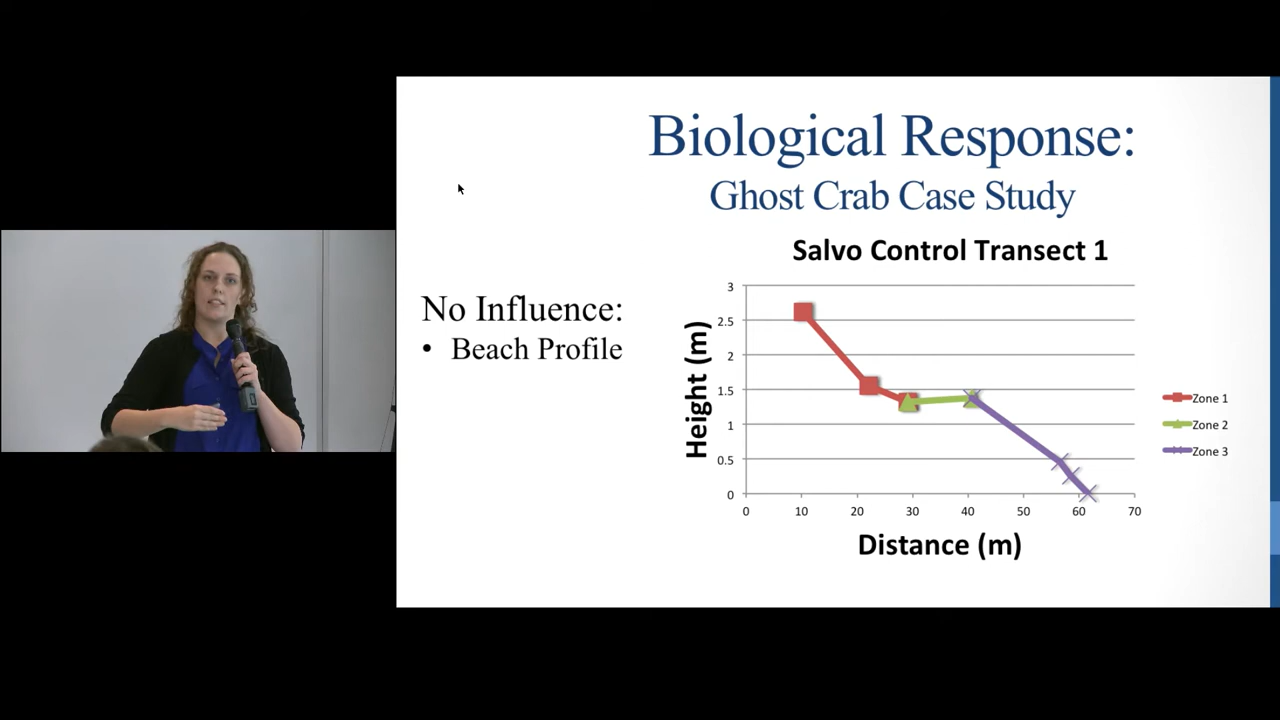 Biological Response:
Ghost Crab Case Study
Salvo Control Transect 1
No Influence:
• Beach Profile
Height (m)
3
2.5
2
1.5
1
0.5
0
0 10 20 30 40 50 60 70
Distance (m)
Zone 1
Zone 2
Zone 3